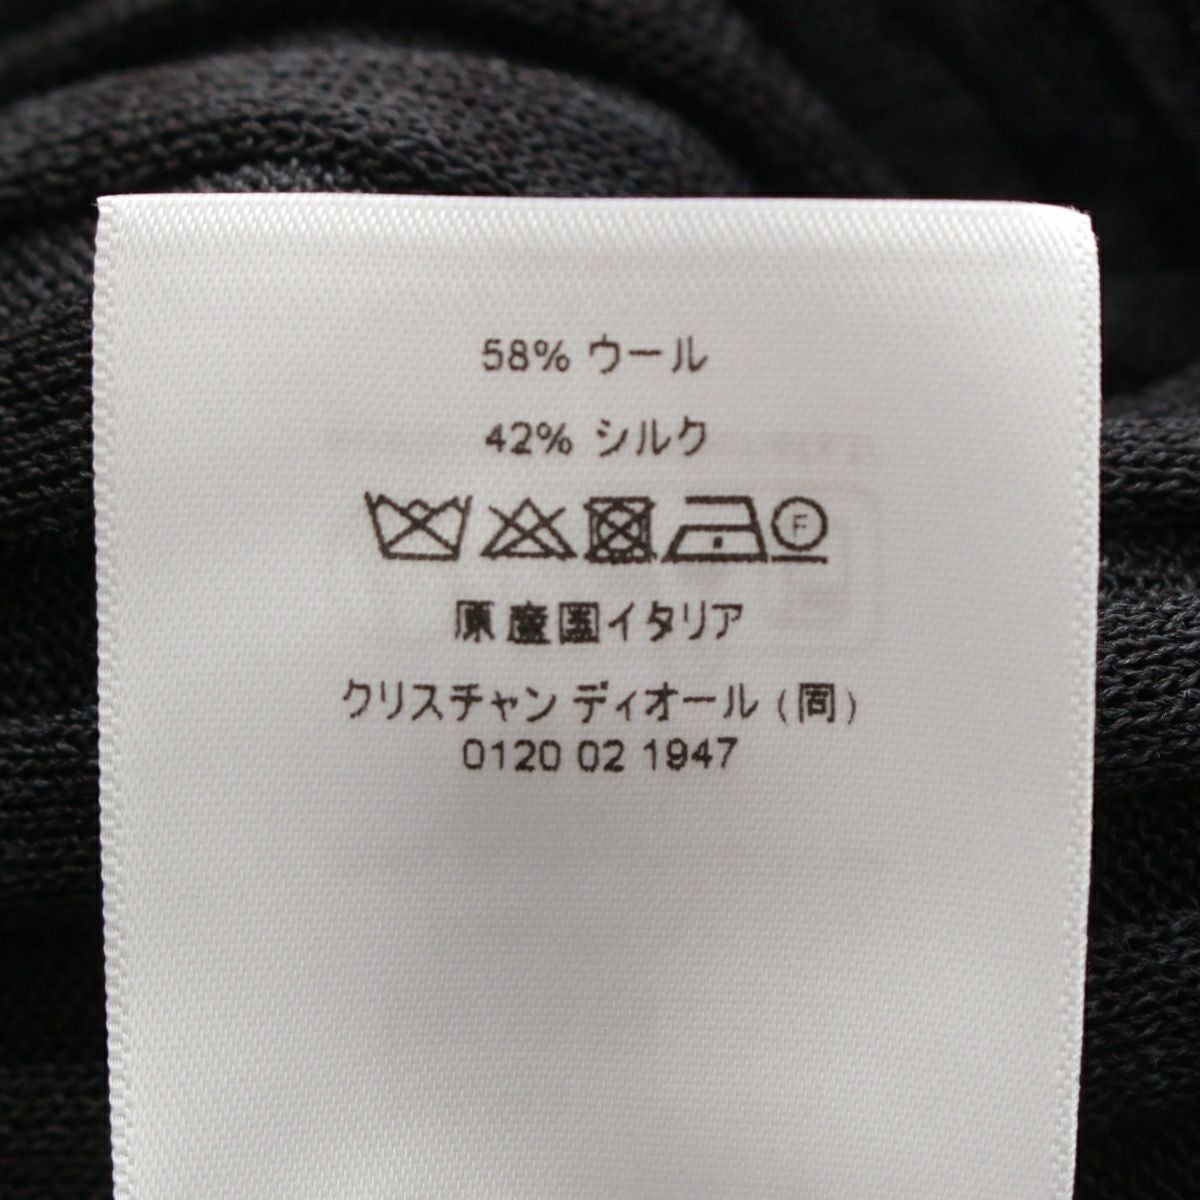 58% ウール
42% シルク
F
原産国イタリア
クリスチャン ディオール (同)
0120 02 1947